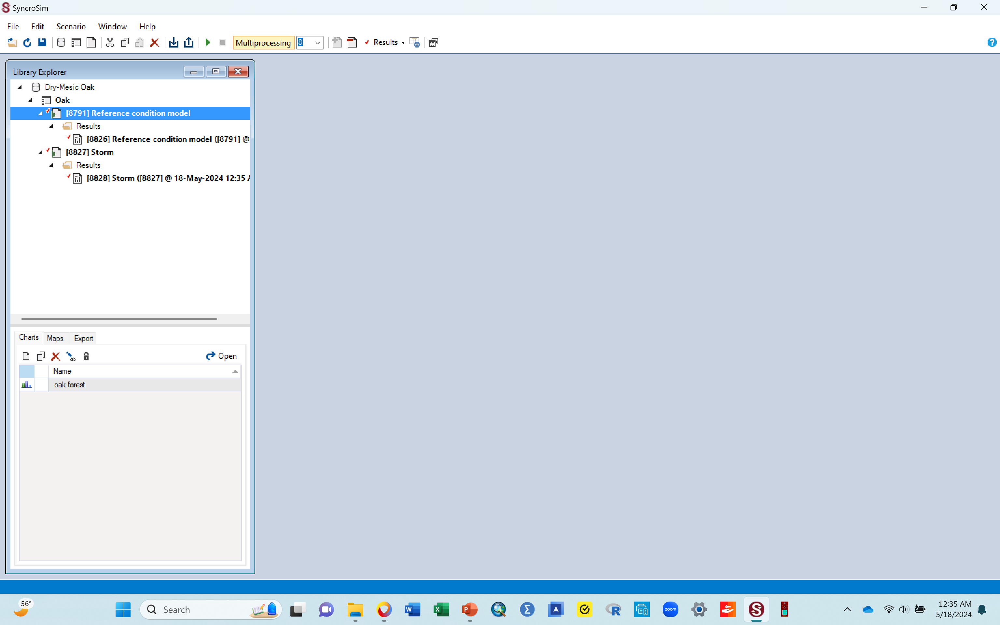 SyncroSim
File Edit Scenario Window Help
Multiprocessing 8 Results
Library Explorer
Dry-Mesic Oak
Oak
[8791] Reference condition model
Results
[8826] Reference condition model ([8791] @
[8827] Storm
Results
[8828] Storm ([8827] @ 18-May-2024 12:35 A
Charts Maps Export
ab Open
Name
oak forest
56°
Search
W X P Σ A R zoom S
12:35 AM
5/18/2024